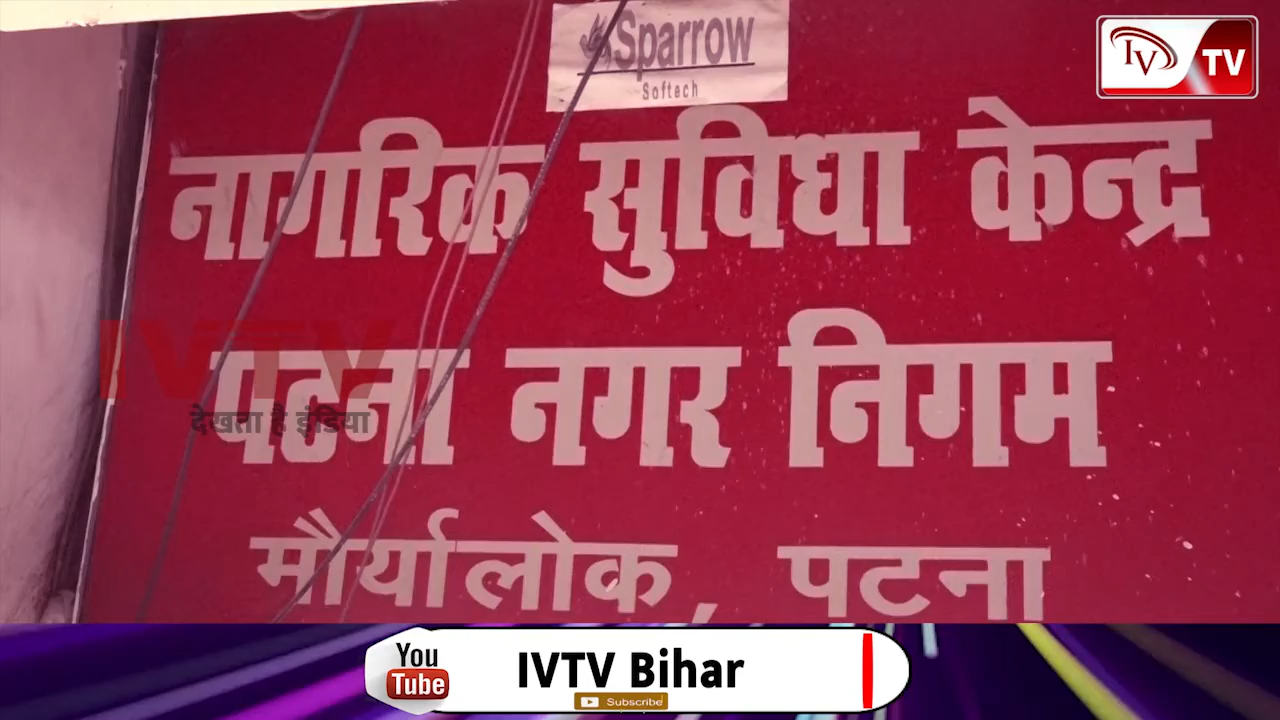 Sparrow
Softech
IV TV
नागरिक सुविधा केन्द्र
पटना नगर निगम
IVTV
देखता है इंडिया
मौर्यालोक, पटना
You
Tube
IVTV Bihar
Subscribe